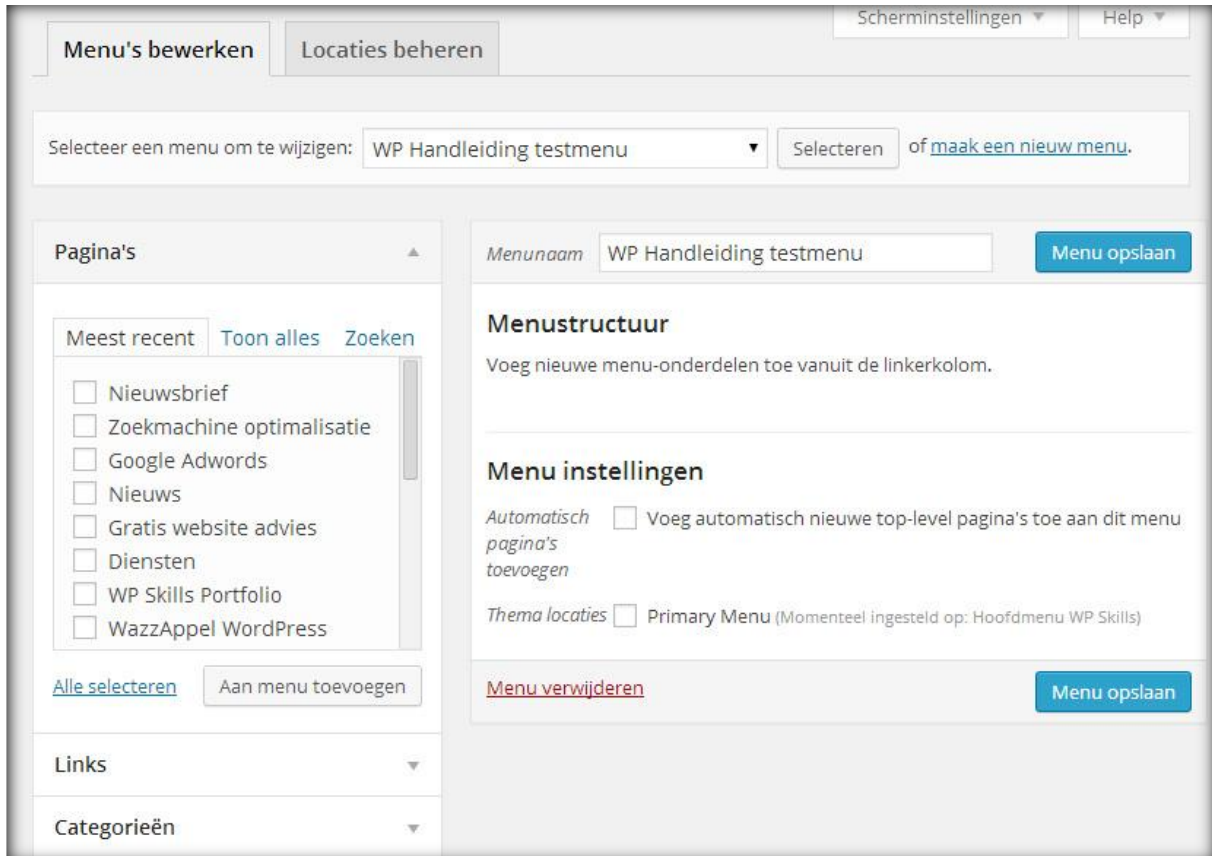 Scherminstellingen Help
Menu's bewerken Locaties beheren
Selecteer een menu om te wijzigen: WP Handleiding testmenu Selecteren of maak een nieuw menu.
Pagina's
Meest recent Toon alles Zoeken
Nieuwsbrief
Zoekmachine optimalisatie
Google Adwords
Nieuws
Gratis website advies
Diensten
WP Skills Portfolio
WazzAppel WordPress
Alle selecteren Aan menu toevoegen
Links
Categorieën
Menunaam WP Handleiding testmenu Menu opslaan
Menustructuur
Voeg nieuwe menu-onderdelen toe vanuit de linkerkolom.
Menu instellingen
Automatisch
pagina's
toevoegen
Voeg automatisch nieuwe top-level pagina's toe aan dit menu
Thema locaties Primary Menu (Momenteel ingesteld op: Hoofdmenu WP Skills)
Menu verwijderen Menu opslaan